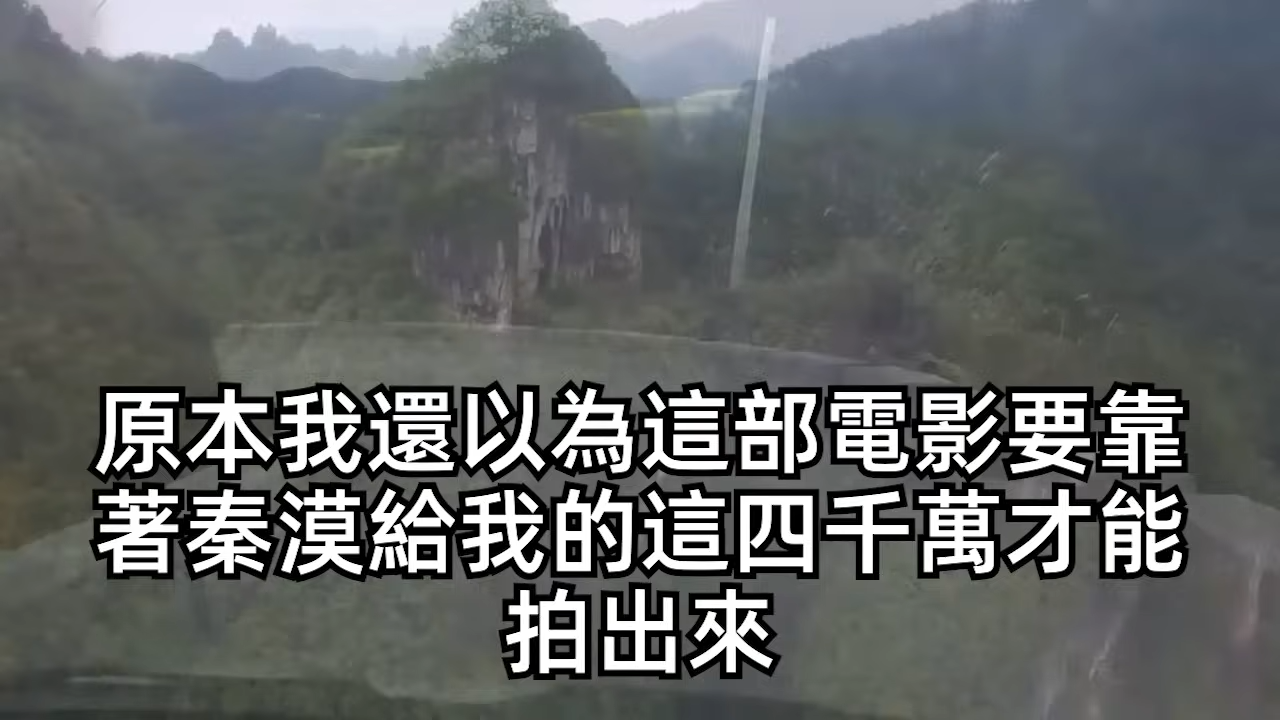 原本我還以為這部電影要靠
著秦漠給我的這四千萬才能
拍出來